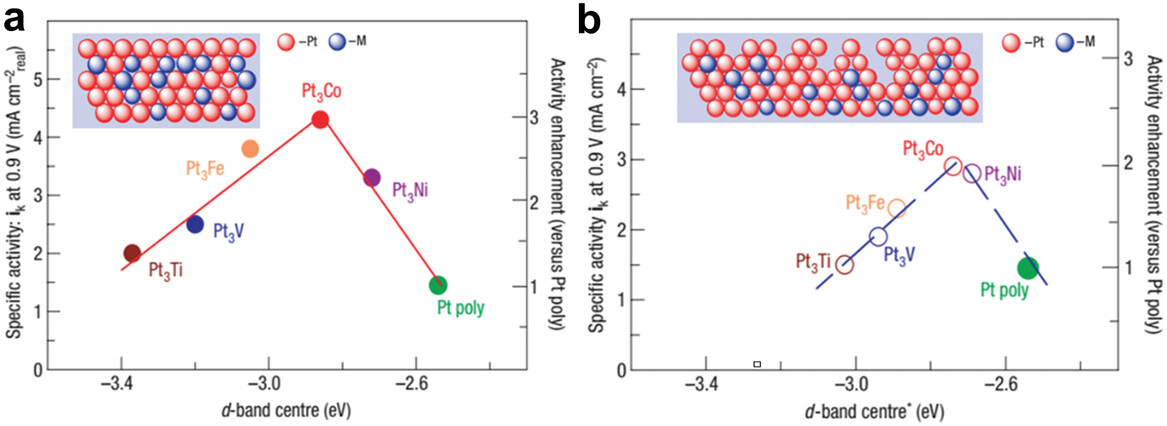 a
Specific activity: iₖ at 0.9 V (mA cm⁻²real)
5
4
3
2
1
0
–Pt
–M
Pt₃Co
Pt₃Fe
Pt₃Ni
Pt₃V
Pt₃Ti
Pt poly
3
2
1
Activity enhancement (versus Pt poly)
–3.4
–3.0
–2.6
d-band centre (eV)
b
Specific activity iₖ at 0.9 V (mA cm⁻²)
4
3
2
1
0
–Pt
–M
Pt₃Co
Pt₃Ni
Pt₃Fe
Pt₃V
Pt₃Ti
Pt poly
3
2
1
Activity enhancement (versus Pt poly)
–3.4
–3.0
–2.6
d-band centre* (eV)